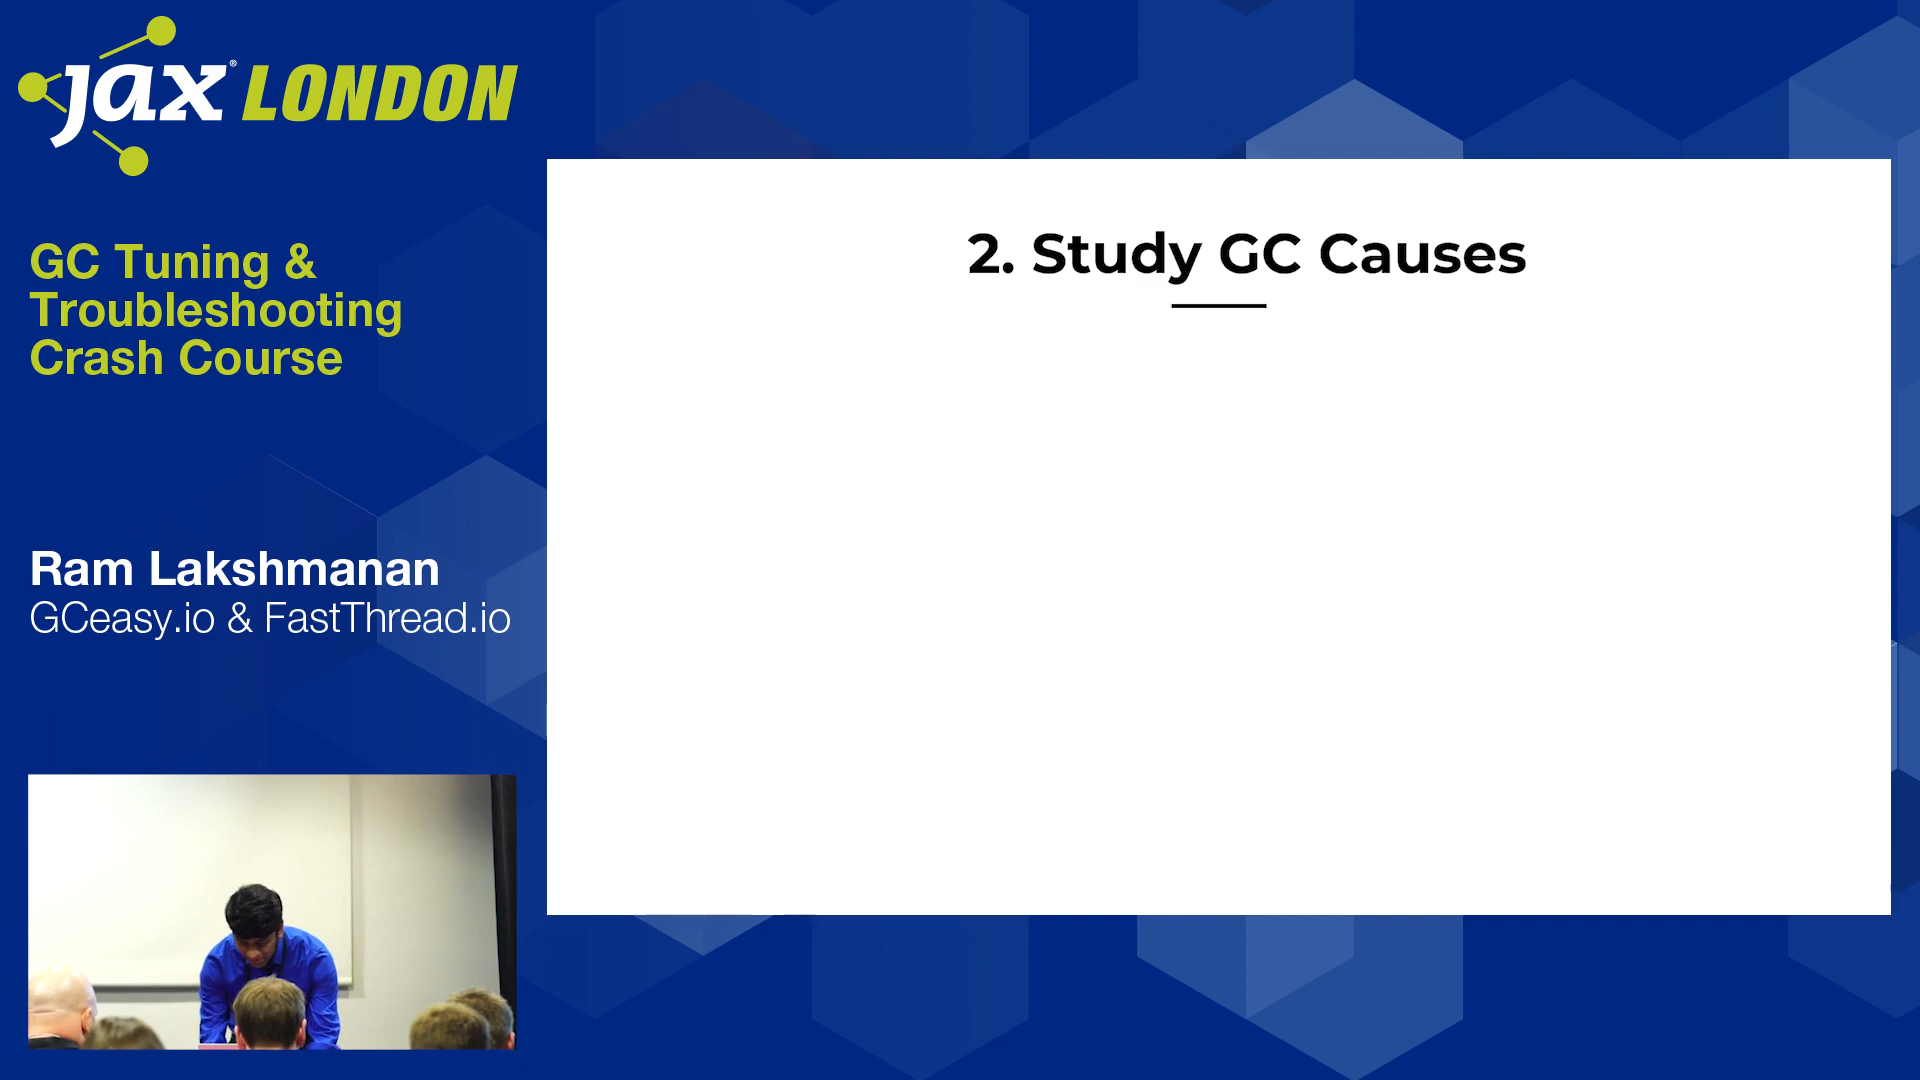 jax® LONDON
GC Tuning &
Troubleshooting
Crash Course
Ram Lakshmanan
GCeasy.io & FastThread.io
2. Study GC Causes